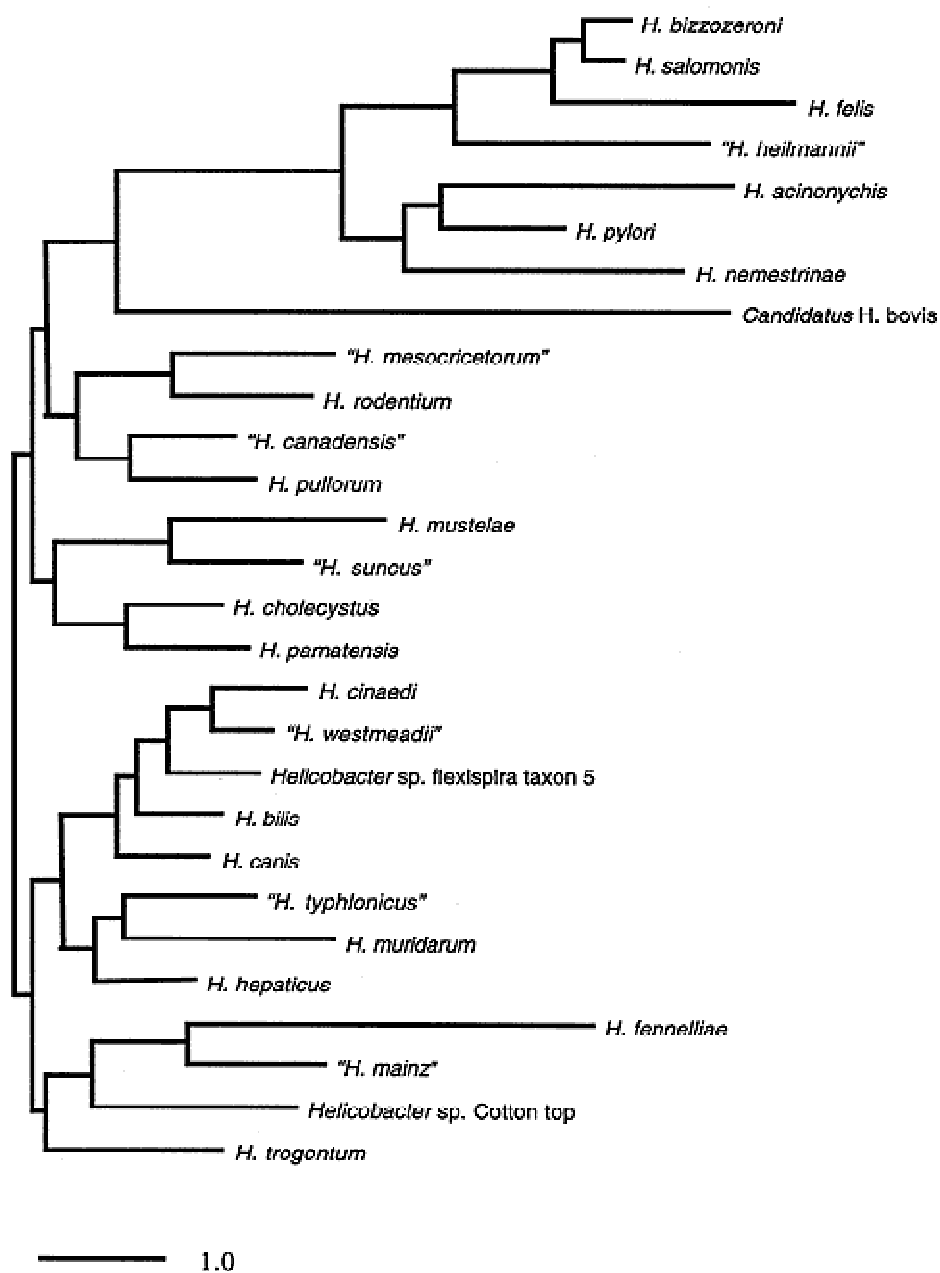 H. bizzozeroni
H. salomonis
H. felis
"H. heilmannii"
H. acinonychis
H. pylori
H. nemestrinae
Candidatus H. bovis
"H. mesocricetorum"
H. rodentium
"H. canadensis"
H. pullorum
H. mustelae
"H. suncus"
H. cholecystus
H. pamatensis
H. cinaedi
"H. westmeadii"
Helicobacter sp. flexispira taxon 5
H. bilis
H. canis
"H. typhlonicus"
H. muridarum
H. hepaticus
H. fennelliae
"H. mainz"
Helicobacter sp. Cotton top
H. trogontum
1.0